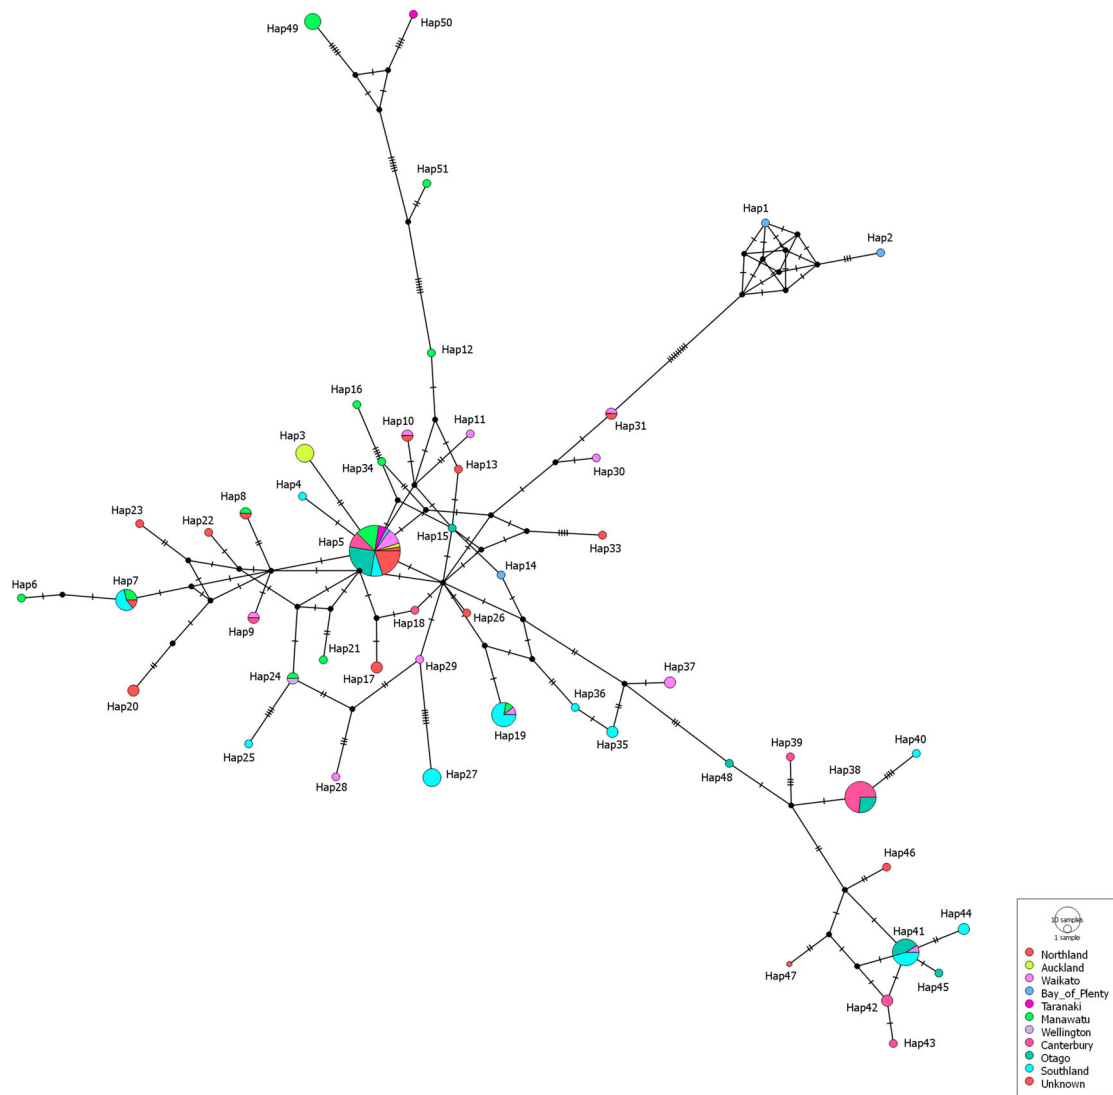 Hap49
Hap50
Hap51
Hap1
Hap2
Hap12
Hap16
Hap10
Hap11
Hap31
Hap3
Hap34
Hap13
Hap30
Hap4
Hap8
Hap23
Hap22
Hap5
Hap15
Hap33
Hap14
Hap6
Hap7
Hap9
Hap18
Hap26
Hap21
Hap17
Hap29
Hap24
Hap37
Hap20
Hap36
Hap19
Hap35
Hap25
Hap28
Hap27
Hap48
Hap39
Hap38
Hap40
Hap46
Hap44
Hap41
Hap47
Hap45
Hap42
Hap43
10 samples
1 sample
Northland
Auckland
Waikato
Bay_of_Plenty
Taranaki
Manawatu
Wellington
Canterbury
Otago
Southland
Unknown